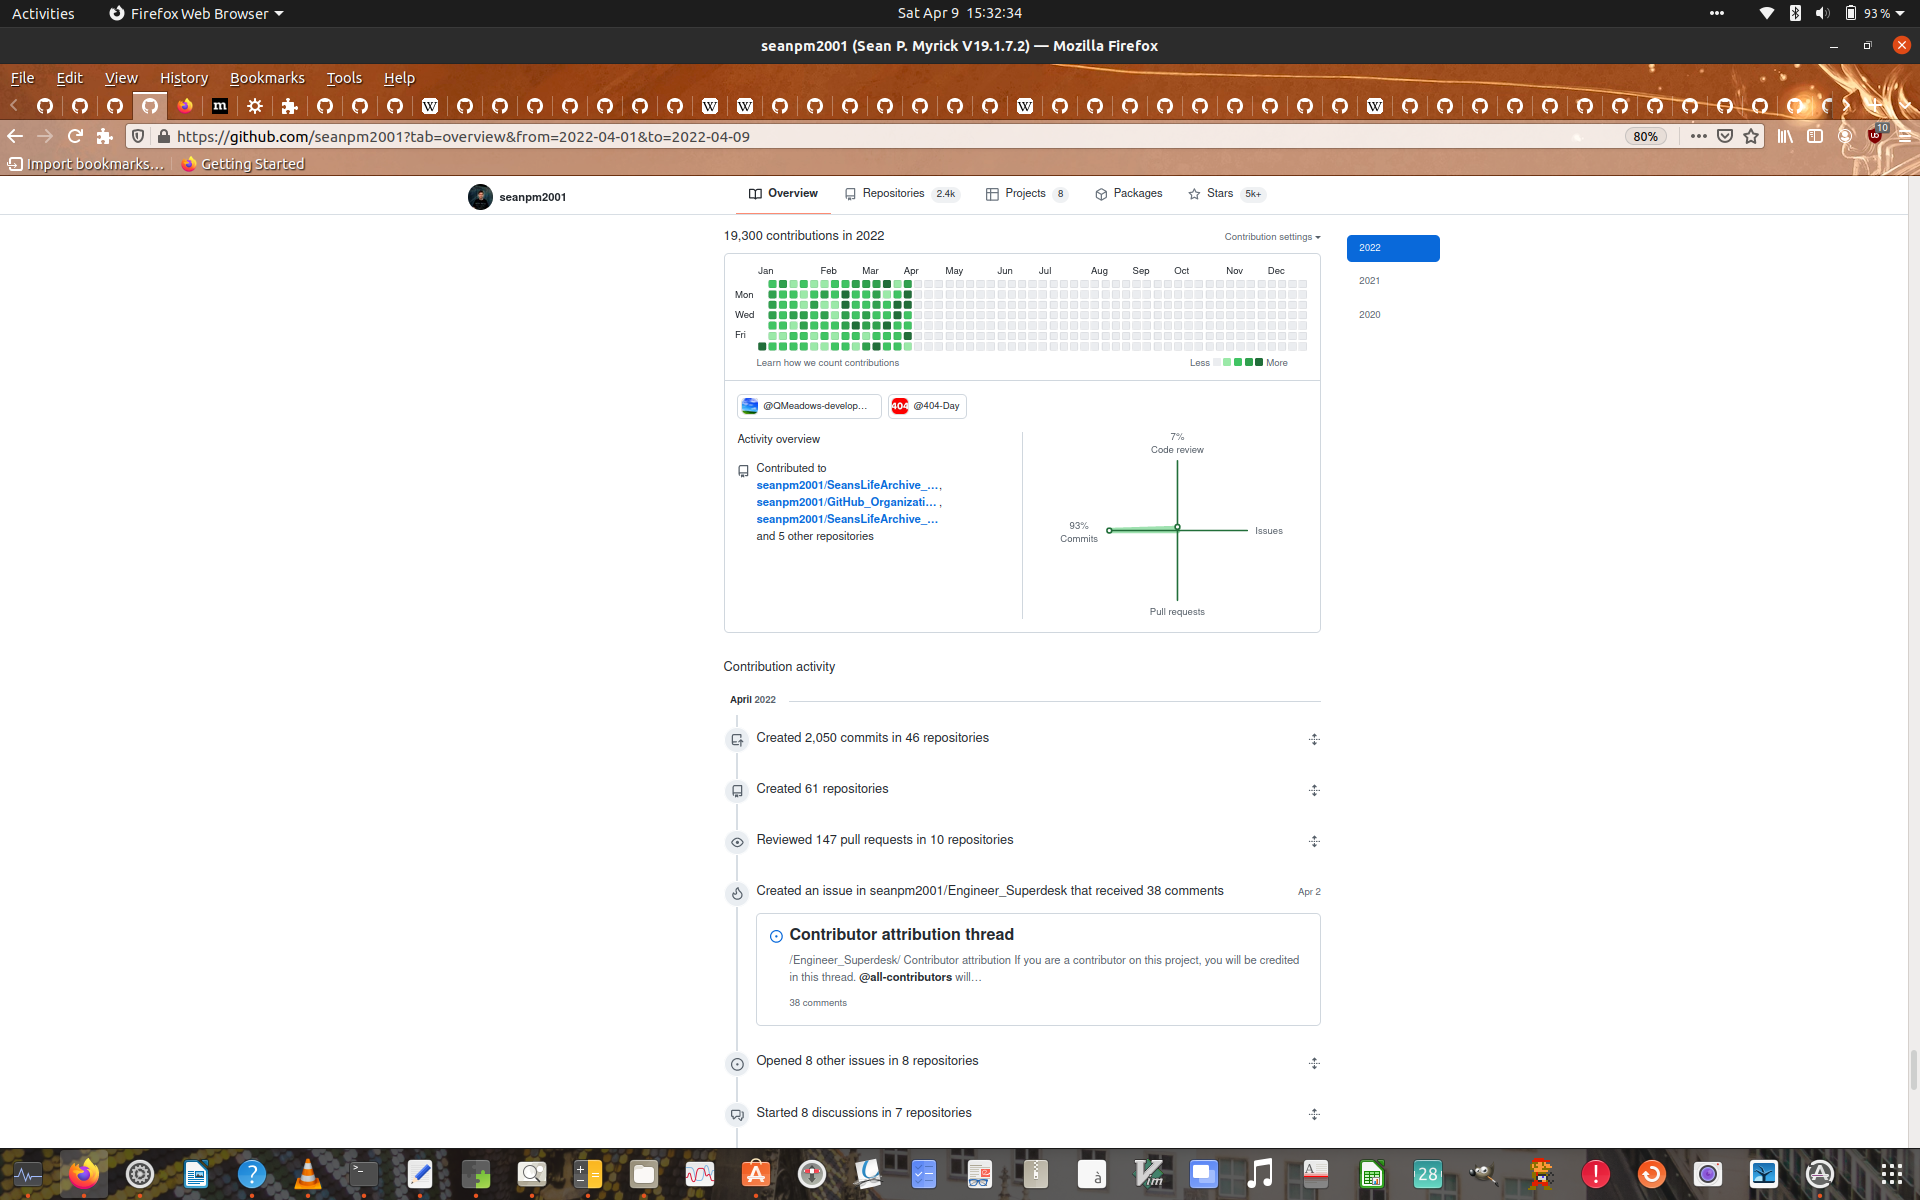 Activities
Firefox Web Browser
Sat Apr 9 15:32:34
93 %
seanpm2001 (Sean P. Myrick V19.1.7.2) — Mozilla Firefox
File Edit View History Bookmarks Tools Help
https://github.com/seanpm2001?tab=overview&from=2022-04-01&to=2022-04-09
80%
10
Import bookmarks…
Getting Started
seanpm2001
Overview
Repositories 2.4k
Projects 8
Packages
Stars 5k+
19,300 contributions in 2022
Contribution settings
2022
2021
2020
Jan Feb Mar Apr May Jun Jul Aug Sep Oct Nov Dec
Mon
Wed
Fri
Learn how we count contributions
Less More
@QMeadows-develop…
404 @404-Day
Activity overview
Contributed to
seanpm2001/SeansLifeArchive_…,
seanpm2001/GitHub_Organizati… ,
seanpm2001/SeansLifeArchive_…
and 5 other repositories
7%
Code review
93%
Commits
Issues
Pull requests
Contribution activity
April 2022
Created 2,050 commits in 46 repositories
Created 61 repositories
Reviewed 147 pull requests in 10 repositories
Created an issue in seanpm2001/Engineer_Superdesk that received 38 comments
Apr 2
Contributor attribution thread
/Engineer_Superdesk/ Contributor attribution If you are a contributor on this project, you will be credited
in this thread. @all-contributors will…
38 comments
Opened 8 other issues in 8 repositories
Started 8 discussions in 7 repositories
28